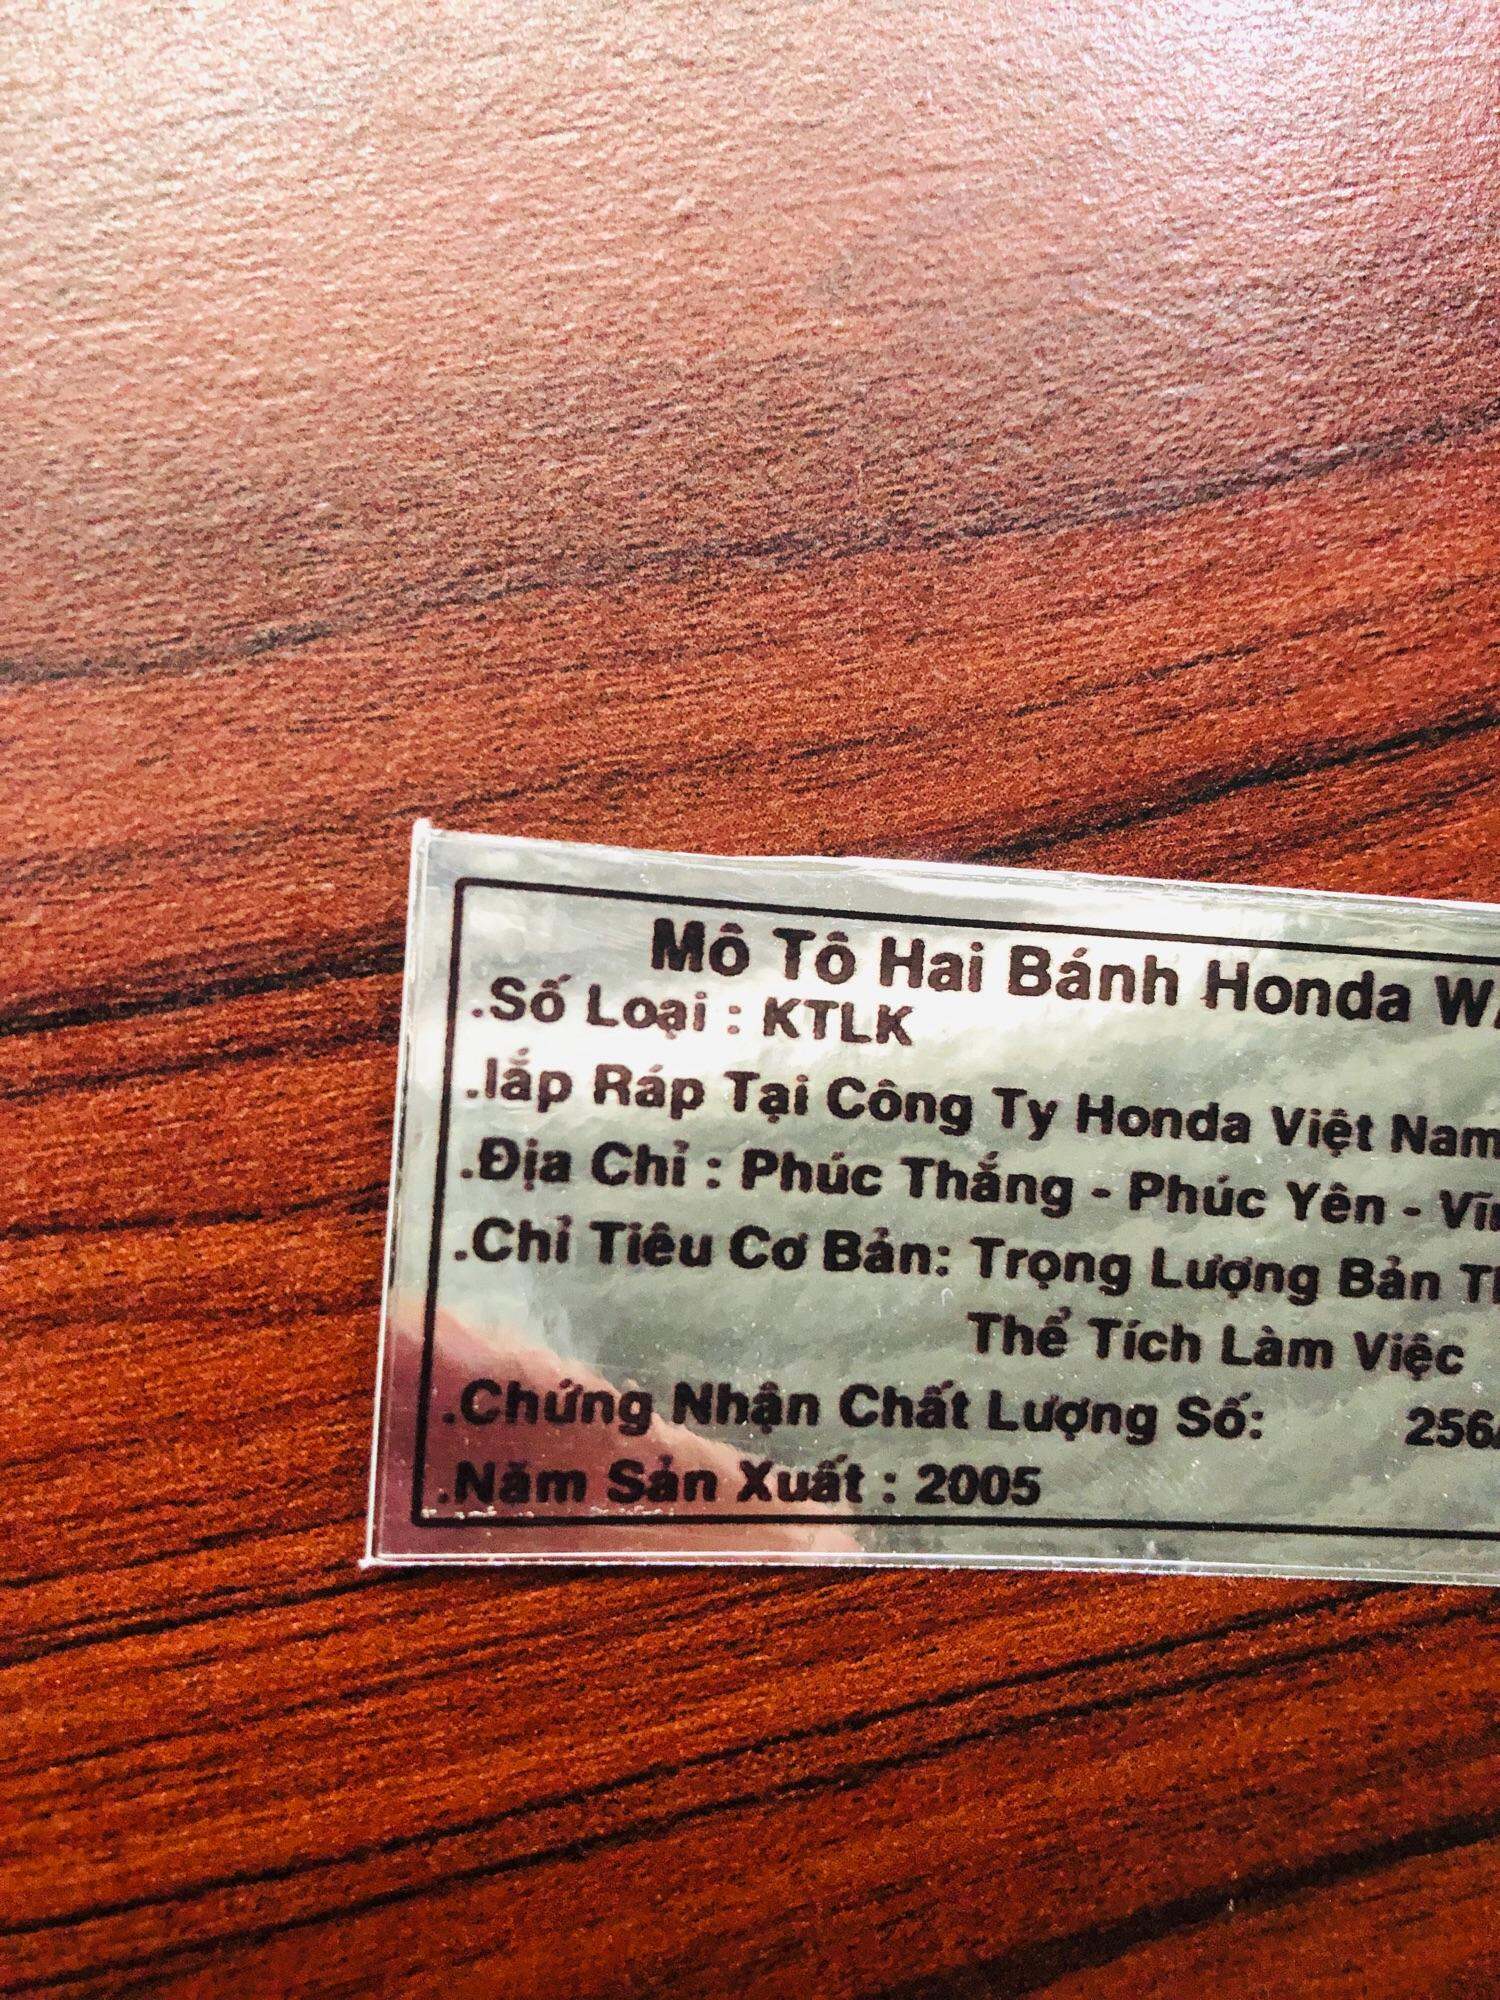 Mô Tô Hai Bánh Honda
.Số Loại : KTLK
.lắp Ráp Tại Công Ty Honda Việt Nam
.Địa Chỉ : Phúc Thắng - Phúc Yên -
.Chỉ Tiêu Cơ Bản: Trọng Lượng Bản
Thể Tích Làm Việc
.Chứng Nhận Chất Lượng Số:
.Năm Sản Xuất : 2005